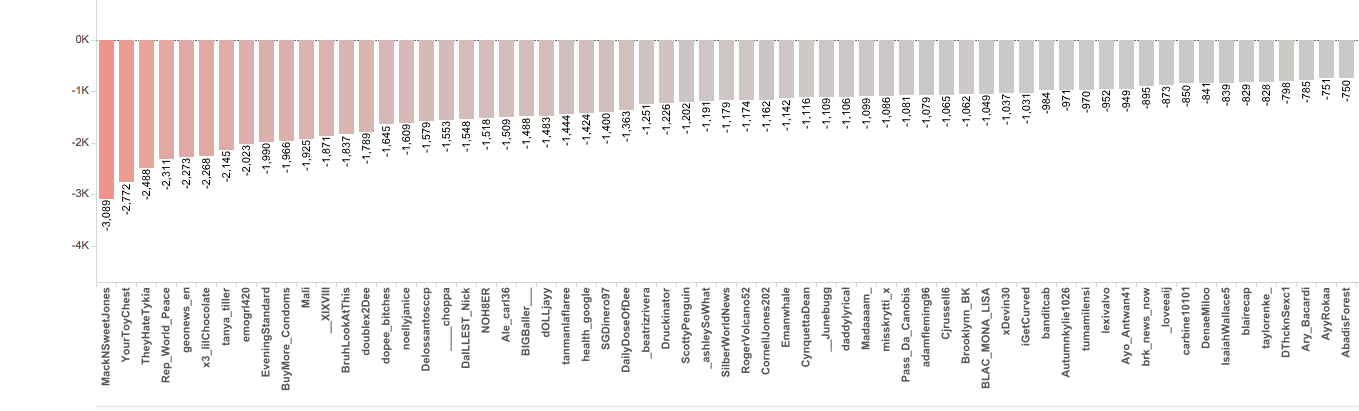 0K
-1K
-2K
-3K
-4K
-3,089
-2,772
-2,488
-2,311
-2,273
-2,268
-2,145
-2,023
-1,990
-1,966
-1,925
-1,871
-1,837
-1,789
-1,645
-1,609
-1,579
-1,553
-1,548
-1,518
-1,509
-1,488
-1,483
-1,444
-1,424
-1,400
-1,363
-1,251
-1,226
-1,202
-1,191
-1,179
-1,174
-1,162
-1,142
-1,116
-1,109
-1,106
-1,099
-1,086
-1,081
-1,079
-1,065
-1,062
-1,049
-1,037
-1,031
-984
-971
-970
-952
-949
-895
-873
-850
-841
-839
-829
-828
-798
-785
-751
-750
MackNSweetJones
YourToyChest
TheyHateTykia
Rep_World_Peace
geonews_en
x3_lilChocolate
tanya_tiller
emogrl420
EveningStandard
BuyMore_Condoms
Mali
__XIXVIII
BruhLookAtThis
doublex2Dee
dopee_bitches
noellyjanice
Delossantosccp
_____choppa
DaILLEST_Nick
NOH8ER
Ale_carl36
BIGBaller___
dOLLjayy
tanmanlaflaree
health_google
SGDinero97
DailyDoseOfDee
_beatrizrivera
Druckinator
ScottyPenguin
_ashleySoWhat
SilberWorldNews
RogerVolcano52
CornellJones202
Emanwhale
CynquettaDean
__Junebugg
daddylyrical
Madaaaam_
misskrytti_x
Pass_Da_Canobis
adamfleming96
Cjrussell6
Brooklynn_BK
BLAC_MONA_LISA
xDevin30
iGetCurved
banditcab
Autumnkylie1026
tummilensi
lexivalvo
Ayo_Antwan41
brk_news_now
_loveeaij
carbine10101
DenaeMiloo
IsaiahWallace5
blairecap
taylorenke_
DThcknSexc1
Ary_Bacardi
AyyRokaa
AbadisForest